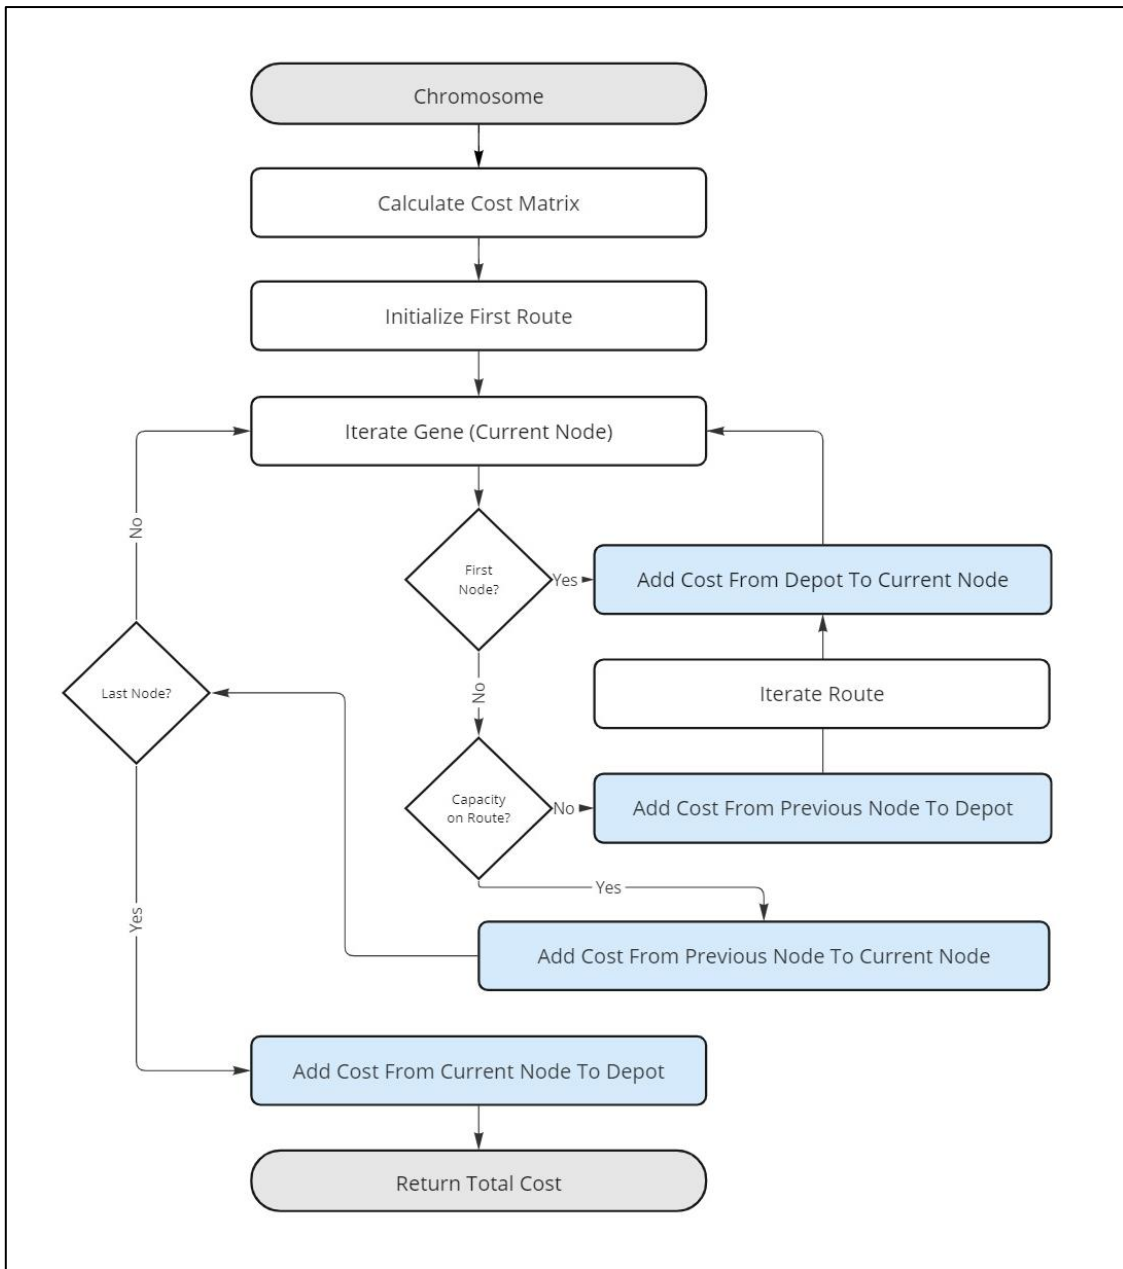 Chromosome
Calculate Cost Matrix
Initialize First Route
Iterate Gene (Current Node)
No
First
Node?
Yes
Add Cost From Depot To Current Node
No
Last Node?
Iterate Route
Capacity
on Route?
No
Add Cost From Previous Node To Depot
Yes
Yes
Add Cost From Previous Node To Current Node
Add Cost From Current Node To Depot
Return Total Cost